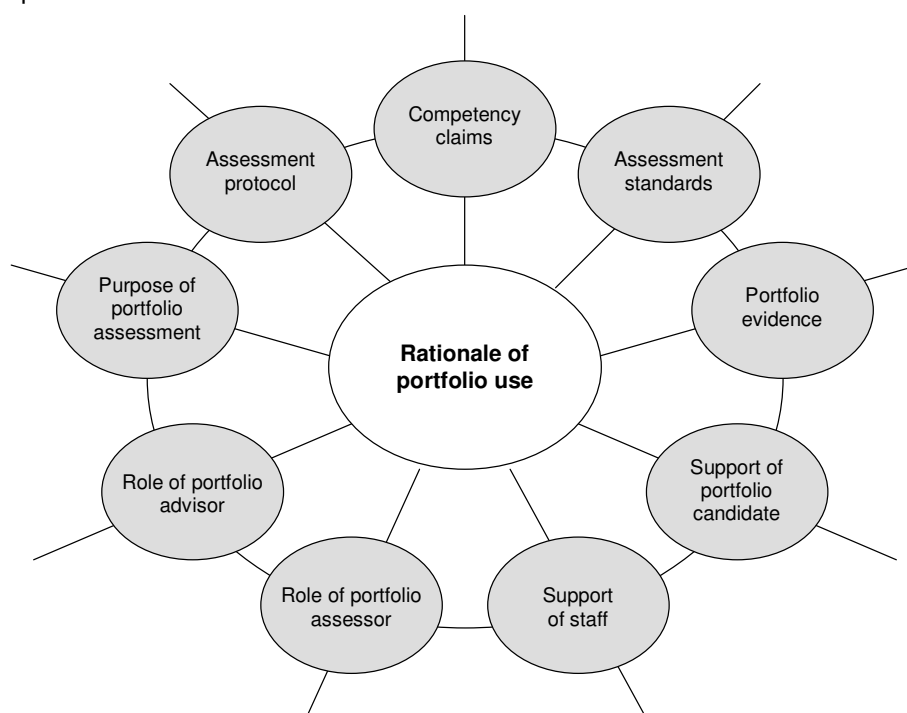 Competency
claims
Assessment
protocol
Assessment
standards
Purpose of
portfolio
assessment
Portfolio
evidence
Rationale of
portfolio use
Role of portfolio
advisor
Support of
portfolio
candidate
Role of portfolio
assessor
Support
of staff